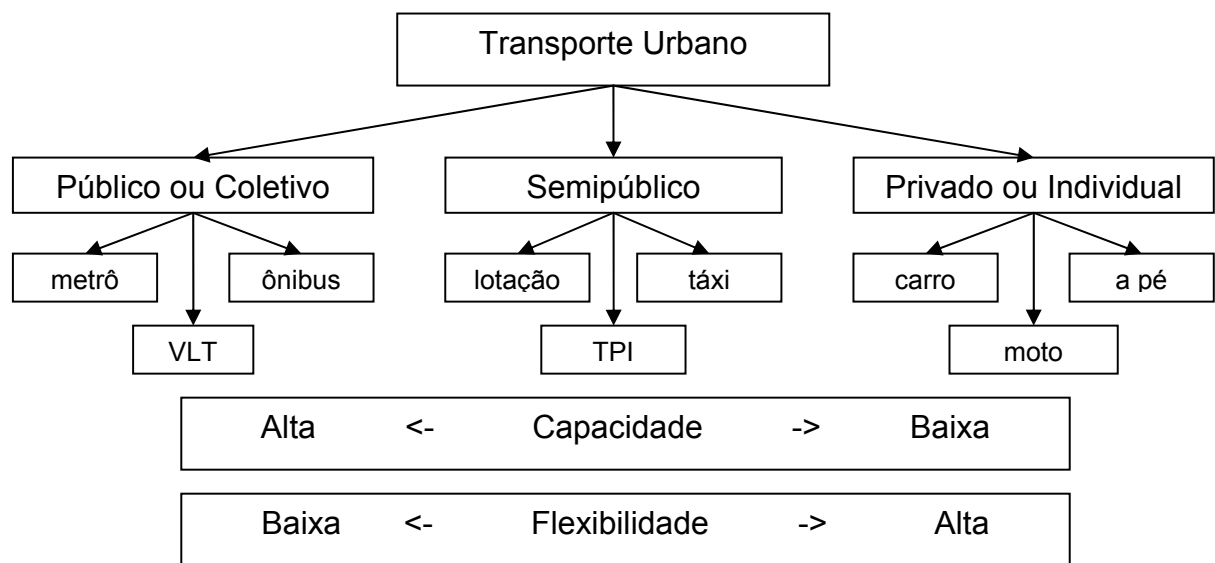 Transporte Urbano
Público ou Coletivo
Semipúblico
Privado ou Individual
metrô
ônibus
lotação
táxi
carro
a pé
VLT
TPI
moto
Alta <- Capacidade -> Baixa
Baixa <- Flexibilidade -> Alta